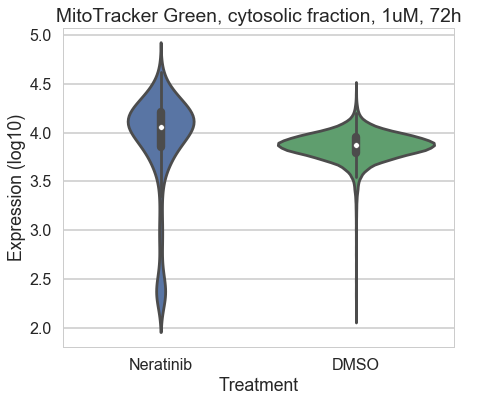 MitoTracker Green, cytosolic fraction, 1uM, 72h
5.0
4.5
4.0
3.5
3.0
2.5
2.0
Expression (log10)
Neratinib
DMSO
Treatment